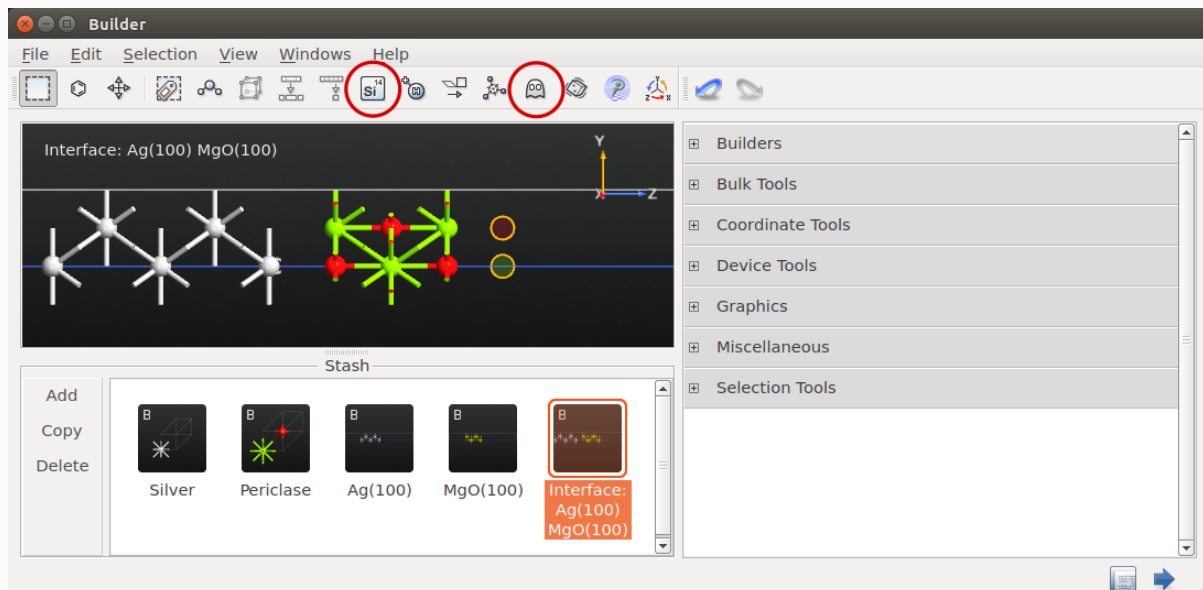 Builder
File Edit Selection View Windows Help
Si 14
Interface: Ag(100) MgO(100)
Y
X Z
Builders
Bulk Tools
Coordinate Tools
Device Tools
Graphics
Miscellaneous
Selection Tools
Stash
Add
Copy
Delete
B B B B B
Silver Periclase Ag(100) MgO(100) Interface:
Ag(100)
MgO(100)